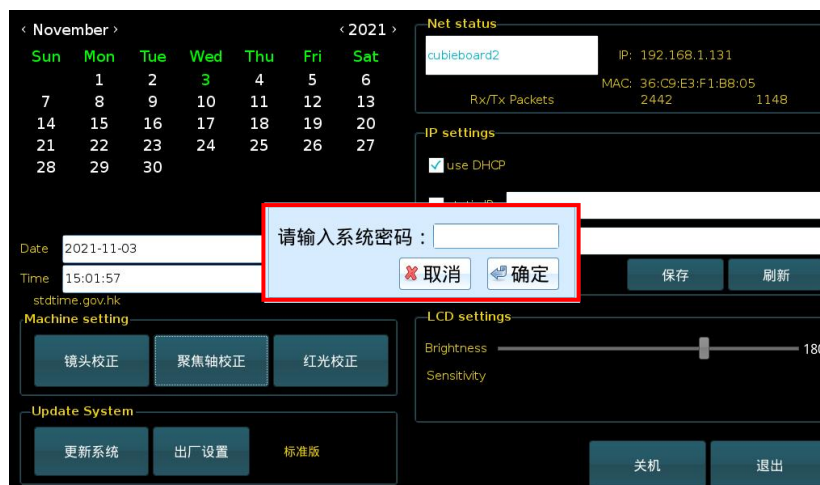 ‹ November › ‹ 2021 ›
Sun Mon Tue Wed Thu Fri Sat
1 2 3 4 5 6
7 8 9 10 11 12 13
14 15 16 17 18 19 20
21 22 23 24 25 26 27
28 29 30
Date 2021-11-03
Time 15:01:57
stdtime.gov.hk
Machine setting
镜头校正 聚焦轴校正 红光校正
Update System
更新系统 出厂设置 标准版
Net status
cubieboard2 IP: 192.168.1.131
MAC: 36:C9:E3:F1:B8:05
Rx/Tx Packets 2442 1148
IP settings
use DHCP
请输入系统密码：
取消 确定
保存 刷新
LCD settings
Brightness 180
Sensitivity
关机 退出